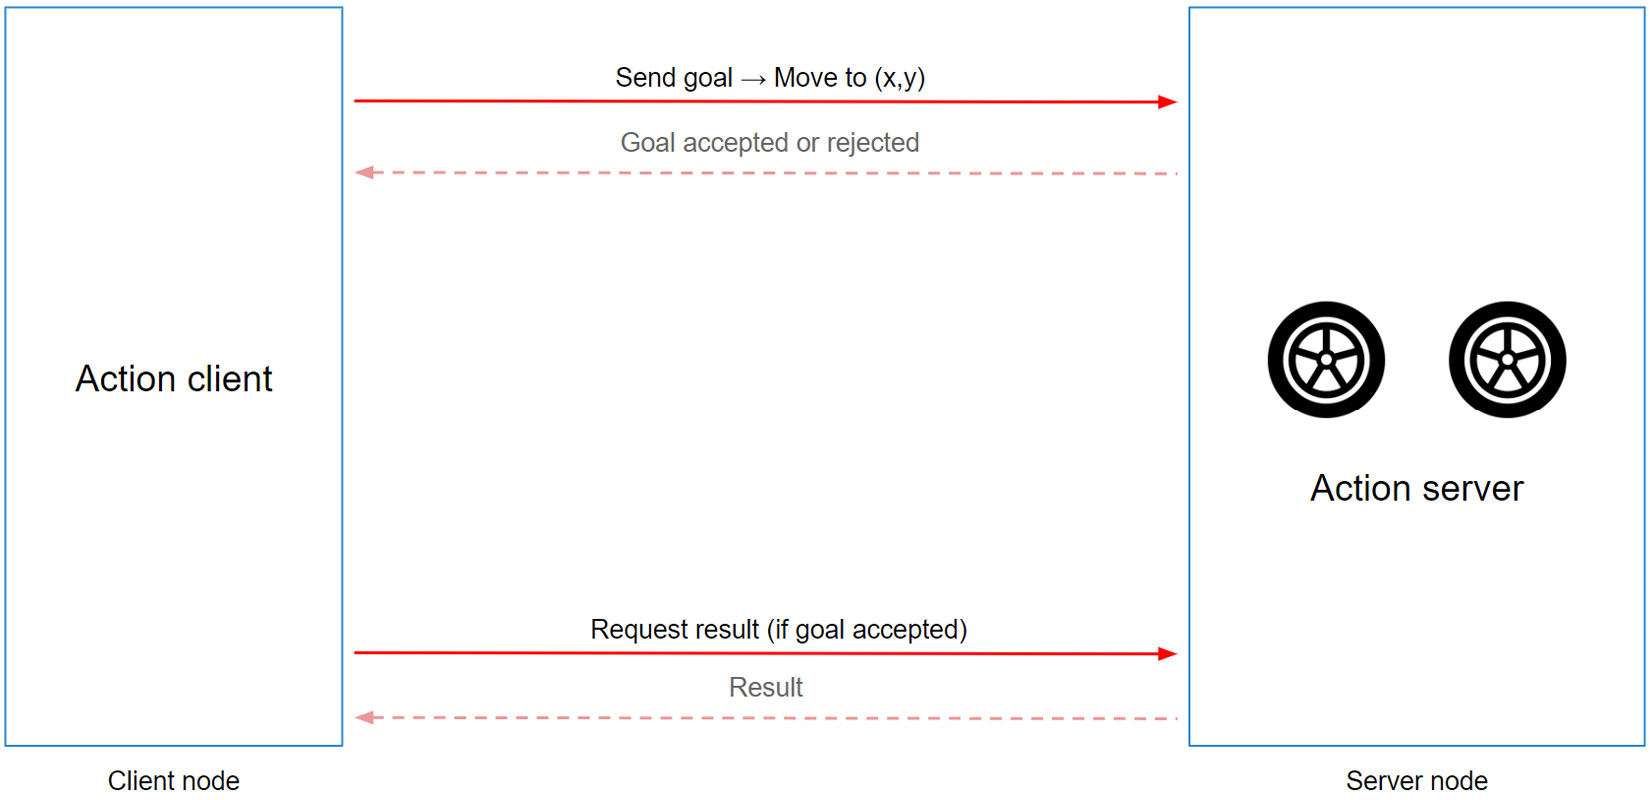 Send goal → Move to (x,y)
Goal accepted or rejected
Action client
Action server
Request result (if goal accepted)
Result
Client node
Server node